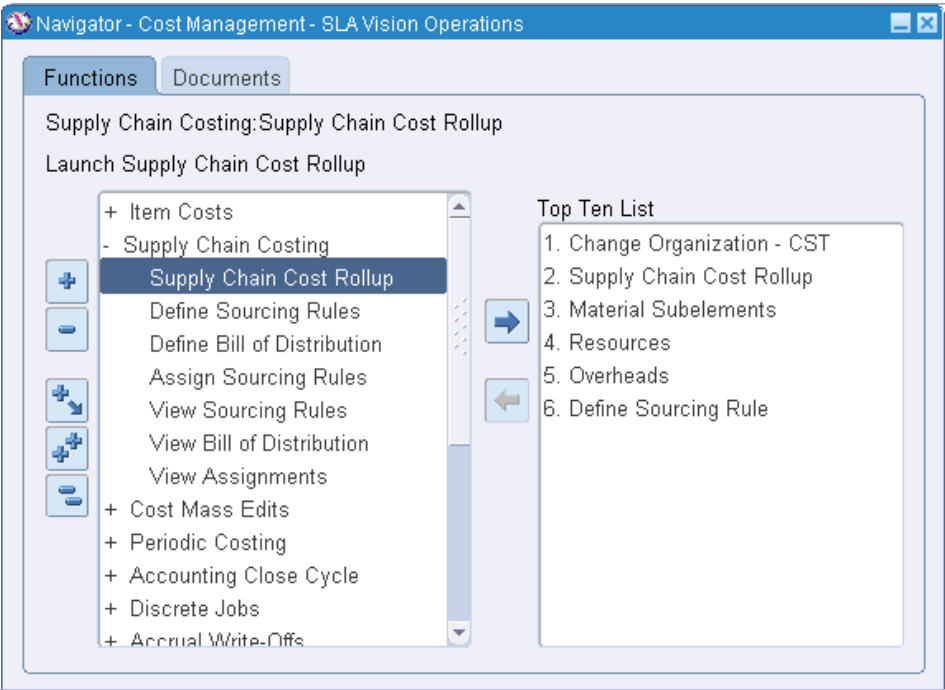 Navigator - Cost Management - SLA Vision Operations
Functions
Documents
Supply Chain Costing:Supply Chain Cost Rollup
Launch Supply Chain Cost Rollup
+ Item Costs
- Supply Chain Costing
Supply Chain Cost Rollup
Define Sourcing Rules
Define Bill of Distribution
Assign Sourcing Rules
View Sourcing Rules
View Bill of Distribution
View Assignments
+ Cost Mass Edits
+ Periodic Costing
+ Accounting Close Cycle
+ Discrete Jobs
+ Accrual Write-Offs
Top Ten List
1. Change Organization - CST
2. Supply Chain Cost Rollup
3. Material Subelements
4. Resources
5. Overheads
6. Define Sourcing Rule